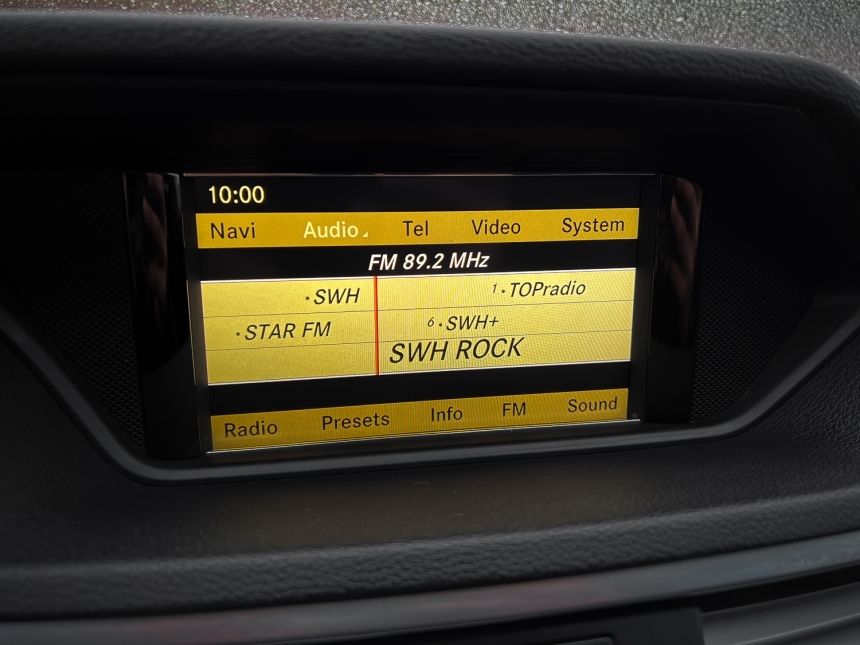 10:00
Navi Audio Tel Video System
FM 89.2 MHz
·SWH 1·TOPradio
·STAR FM 6·SWH+
SWH ROCK
Radio Presets Info FM Sound